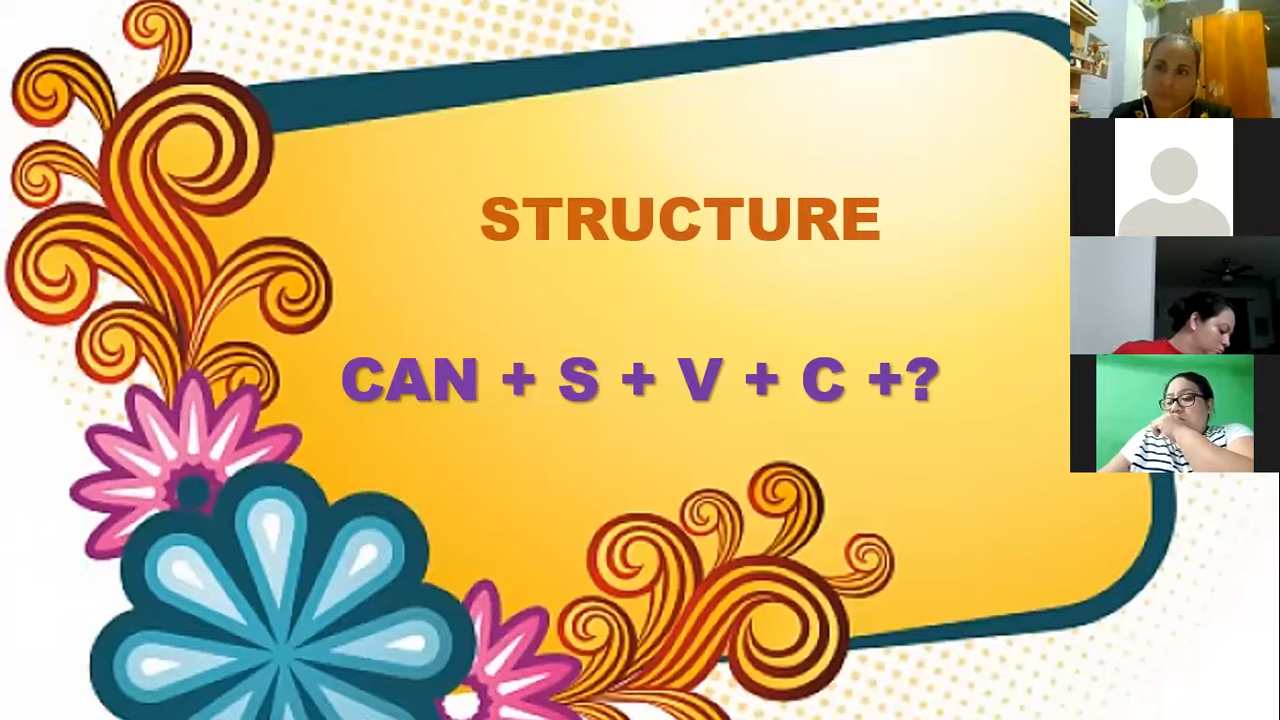 STRUCTURE
CAN + S + V + C +?